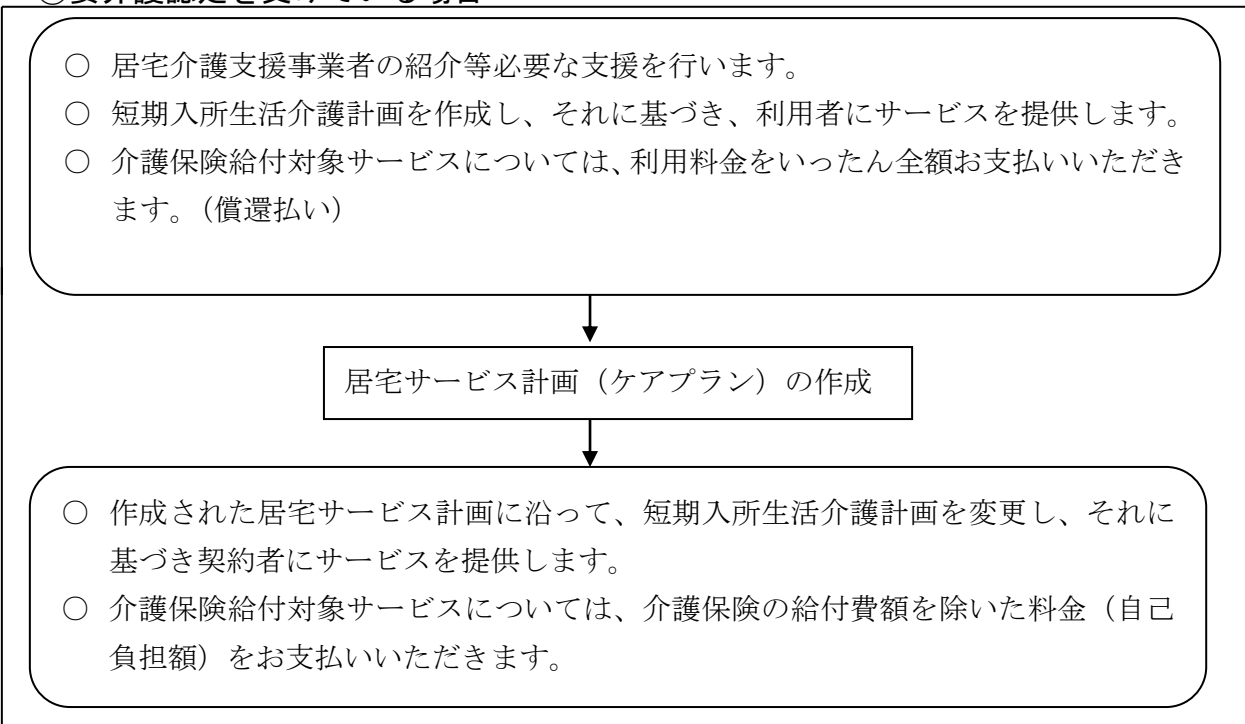 ○ 居宅介護支援事業者の紹介等必要な支援を行います。
○ 短期入所生活介護計画を作成し、それに基づき、利用者にサービスを提供します。
○ 介護保険給付対象サービスについては、利用料金をいったん全額お支払いいただき
ます。（償還払い）
居宅サービス計画（ケアプラン）の作成
○ 作成された居宅サービス計画に沿って、短期入所生活介護計画を変更し、それに
基づき契約者にサービスを提供します。
○ 介護保険給付対象サービスについては、介護保険の給付費額を除いた料金（自己
負担額）をお支払いいただきます。